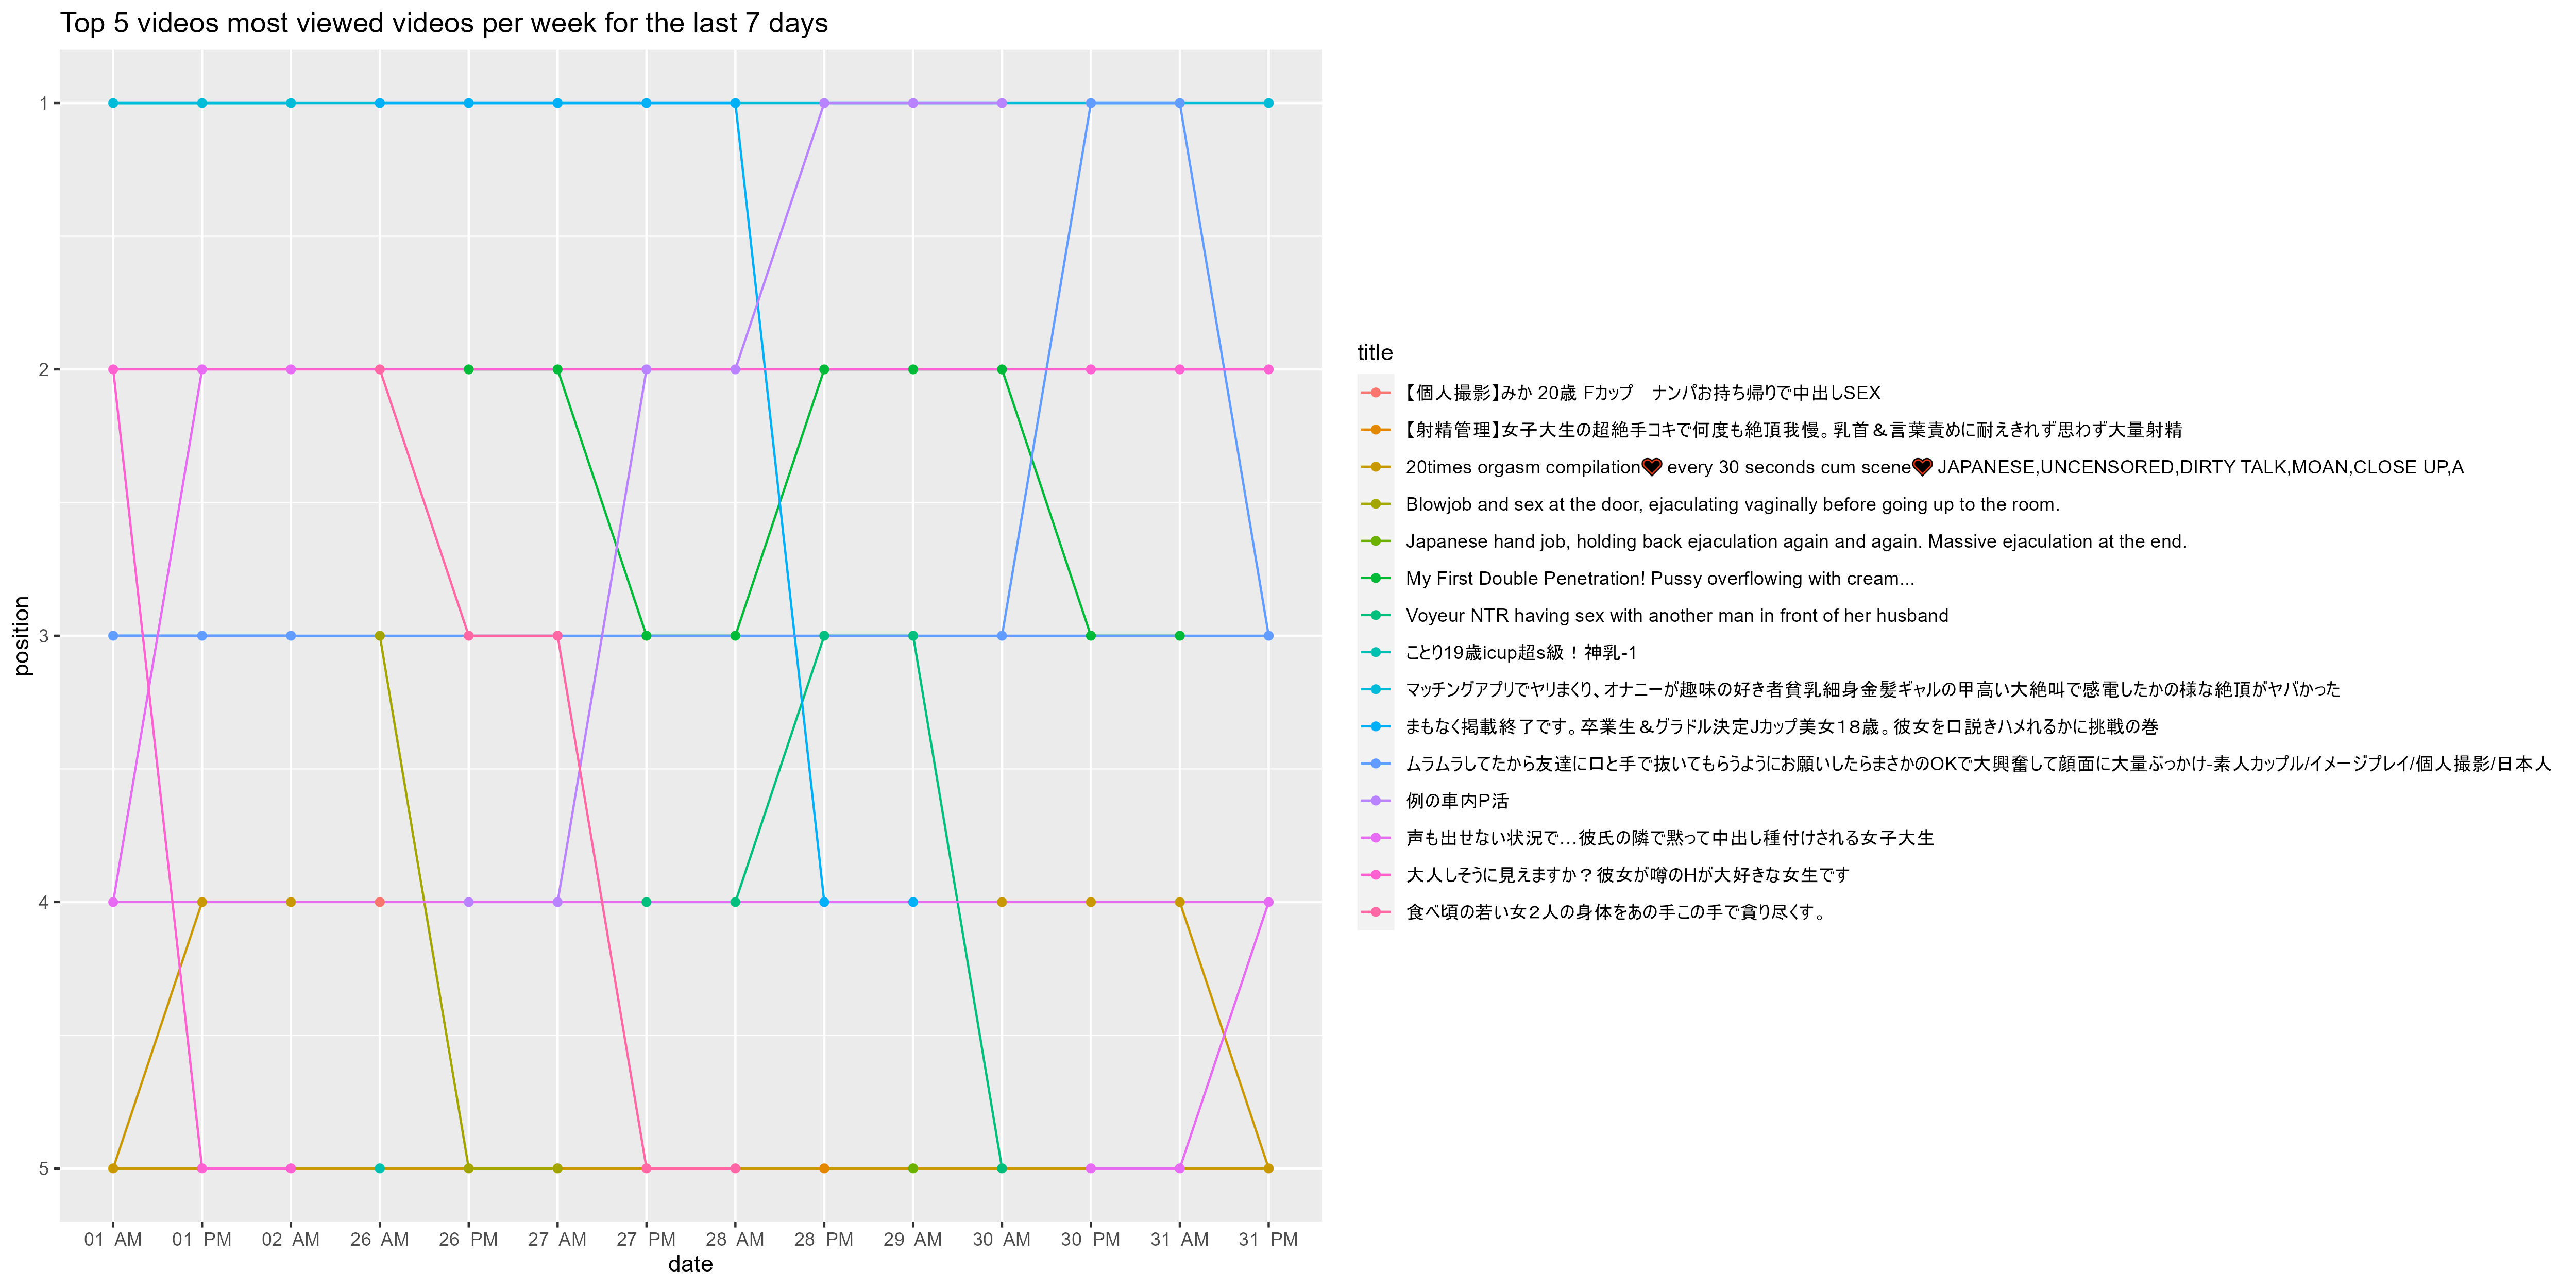 Top 5 videos most viewed videos per week for the last 7 days
position
1
2
3
4
5
01 AM
01 PM
02 AM
26 AM
26 PM
27 AM
27 PM
28 AM
28 PM
29 AM
30 AM
30 PM
31 AM
31 PM
date
title
【個人撮影】みか 20歳 Fカップ　ナンパお持ち帰りで中出しSEX
【射精管理】女子大生の超絶手コキで何度も絶頂我慢。乳首＆言葉責めに耐えきれず思わず大量射精
20times orgasm compilation❤ every 30 seconds cum scene❤ JAPANESE,UNCENSORED,DIRTY TALK,MOAN,CLOSE UP,A
Blowjob and sex at the door, ejaculating vaginally before going up to the room.
Japanese hand job, holding back ejaculation again and again. Massive ejaculation at the end.
My First Double Penetration! Pussy overflowing with cream...
Voyeur NTR having sex with another man in front of her husband
ことり19歳icup超s級！神乳-1
マッチングアプリでヤリまくり、オナニーが趣味の好き者貧乳細身金髪ギャルの甲高い大絶叫で感電したかの様な絶頂がヤバかった
まもなく掲載終了です。卒業生＆グラドル決定Jカップ美女１８歳。彼女を口説きハメれるかに挑戦の巻
ムラムラしてたから友達に口と手で抜いてもらうようにお願いしたらまさかのOKで大興奮して顔面に大量ぶっかけ-素人カップル/イメージプレイ/個人撮影/日本人
例の車内P活
声も出せない状況で…彼氏の隣で黙って中出し種付けされる女子大生
大人しそうに見えますか？彼女が噂のHが大好きな女生です
食べ頃の若い女２人の身体をあの手この手で貪り尽くす。